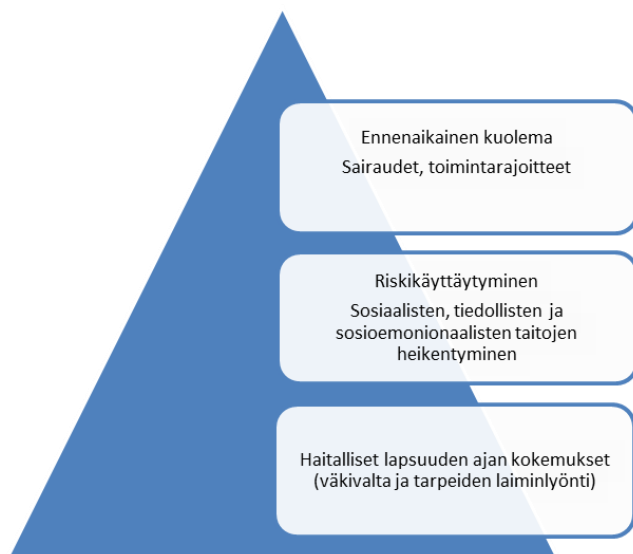 Ennenaikainen kuolema
Sairaudet, toimintarajoitteet
Riskikäyttäytyminen
Sosiaalisten, tiedollisten ja
sosioemonionaalisten taitojen
heikentyminen
Haitalliset lapsuuden ajan kokemukset
(väkivalta ja tarpeiden laiminlyönti)